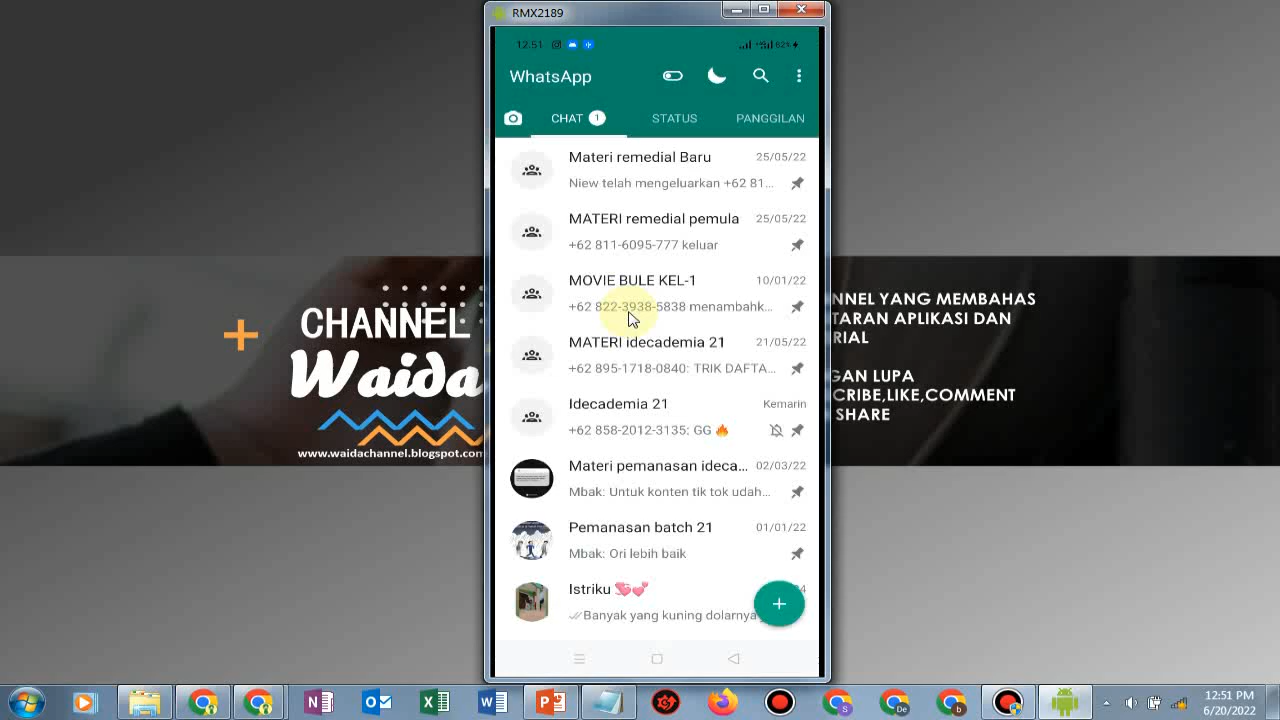 RMX2189
12.51
82%
WhatsApp
CHAT 1
STATUS
PANGGILAN
Materi remedial Baru
25/05/22
Niew telah mengeluarkan +62 81...
MATERI remedial pemula
25/05/22
+62 811-6095-777 keluar
MOVIE BULE KEL-1
10/01/22
+62 822-3938-5838 menambahk...
MATERI idecademia 21
21/05/22
+62 895-1718-0840: TRIK DAFTA...
Idecademia 21
Kemarin
+62 858-2012-3135: GG 🔥
Materi pemanasan ideca...
02/03/22
Mbak: Untuk konten tik tok udah...
Pemanasan batch 21
01/01/22
Mbak: Ori lebih baik
Istriku 💝💕
Banyak yang kuning dolarnya
CHANNEL
Waida
www.waidachannel.blogspot.com
NNEL YANG MEMBAHAS
TARAN APLIKASI DAN
RIAL
GAN LUPA
CRIBE,LIKE,COMMENT
SHARE
12:51 PM
6/20/2022